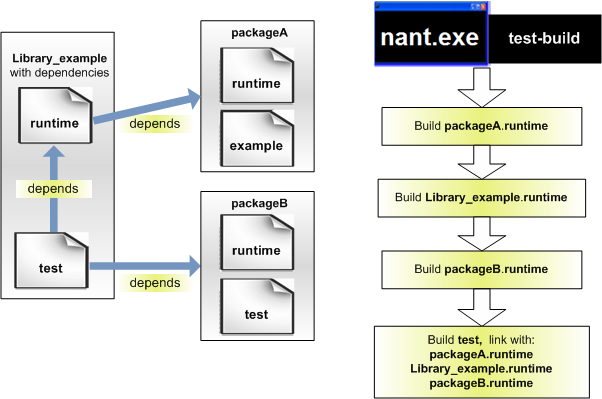 Library_example
with dependencies
runtime
depends
test
depends
depends
packageA
runtime
example
packageB
runtime
test
nant.exe
test-build
Build packageA.runtime
Build Library_example.runtime
Build packageB.runtime
Build test, link with:
packageA.runtime
Library_example.runtime
packageB.runtime